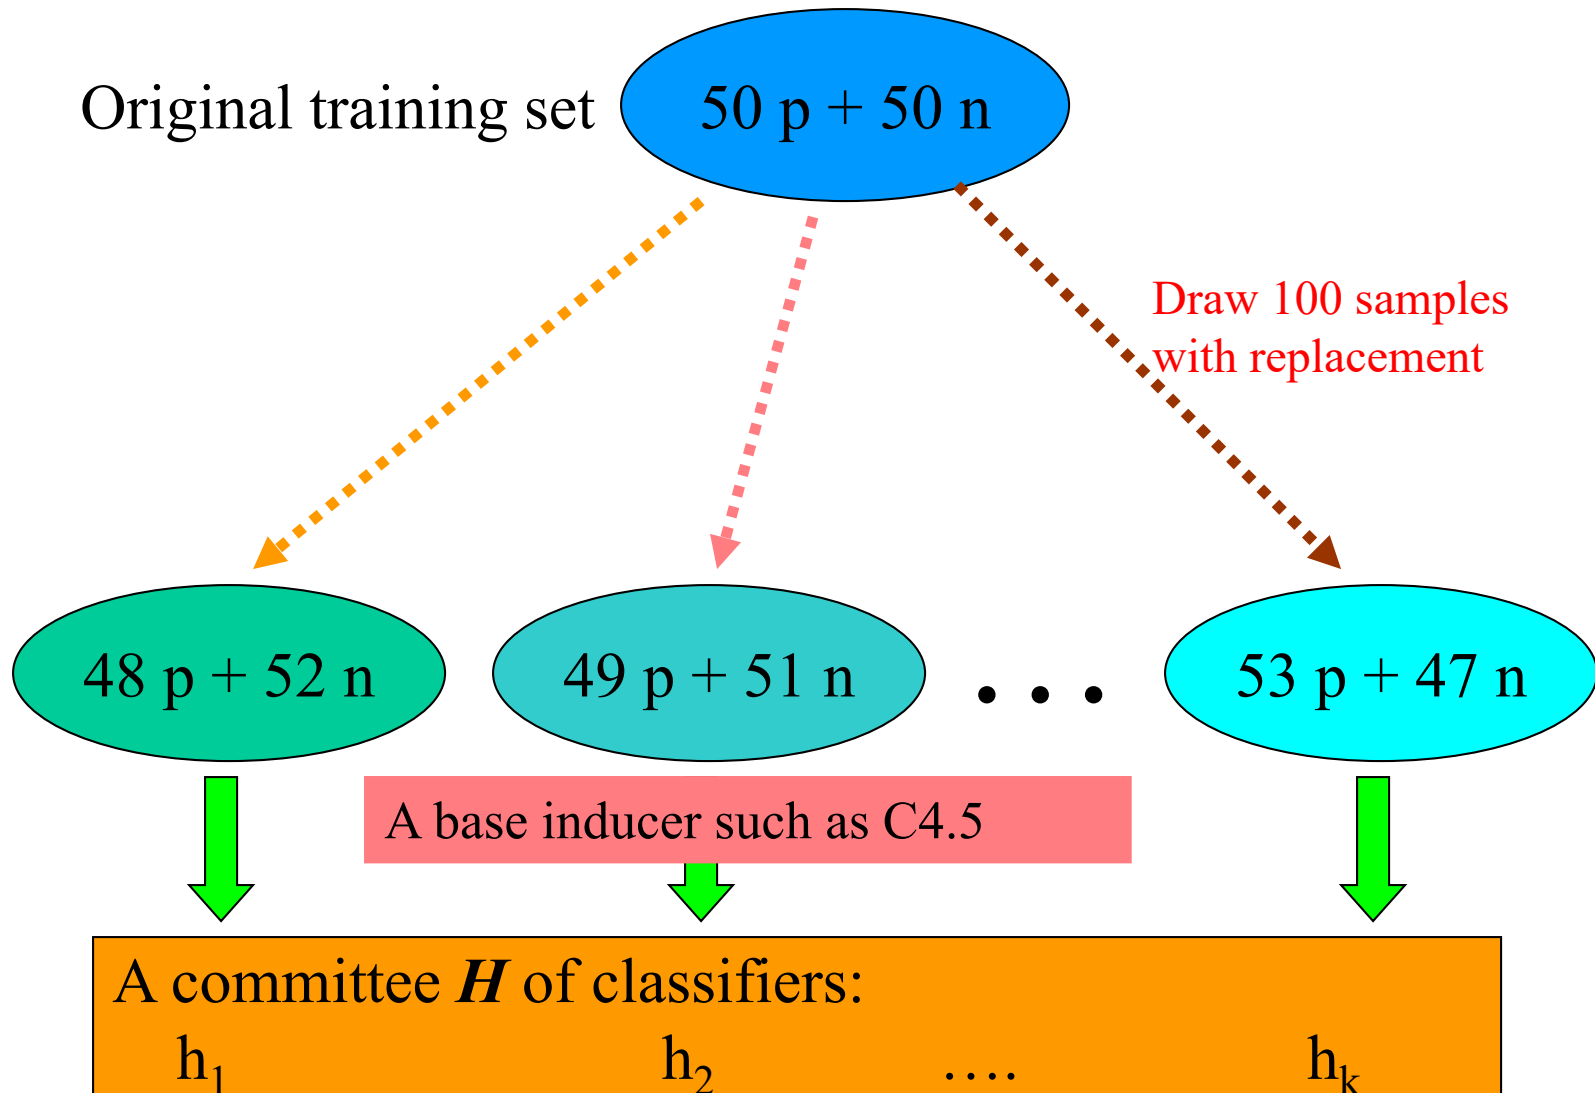 Original training set
50 p + 50 n
Draw 100 samples
with replacement
48 p + 52 n
49 p + 51 n
• • •
53 p + 47 n
A base inducer such as C4.5
A committee H of classifiers:
h₁ h₂ …. hₖ